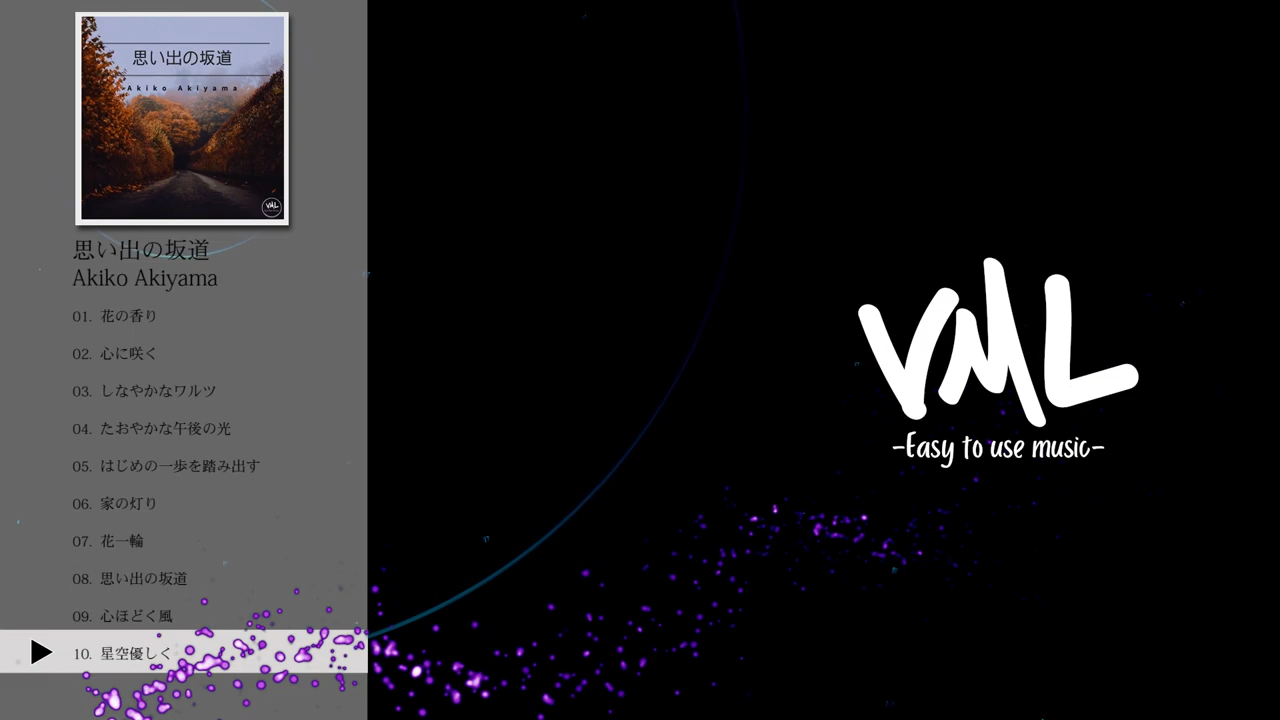 思い出の坂道
Akiko Akiyama
VML
思い出の坂道
Akiko Akiyama
01. 花の香り
02. 心に咲く
03. しなやかなワルツ
04. たおやかな午後の光
05. はじめの一歩を踏み出す
06. 家の灯り
07. 花一輪
08. 思い出の坂道
09. 心ほどく風
10. 星空優しく
VML
-Easy to use music-